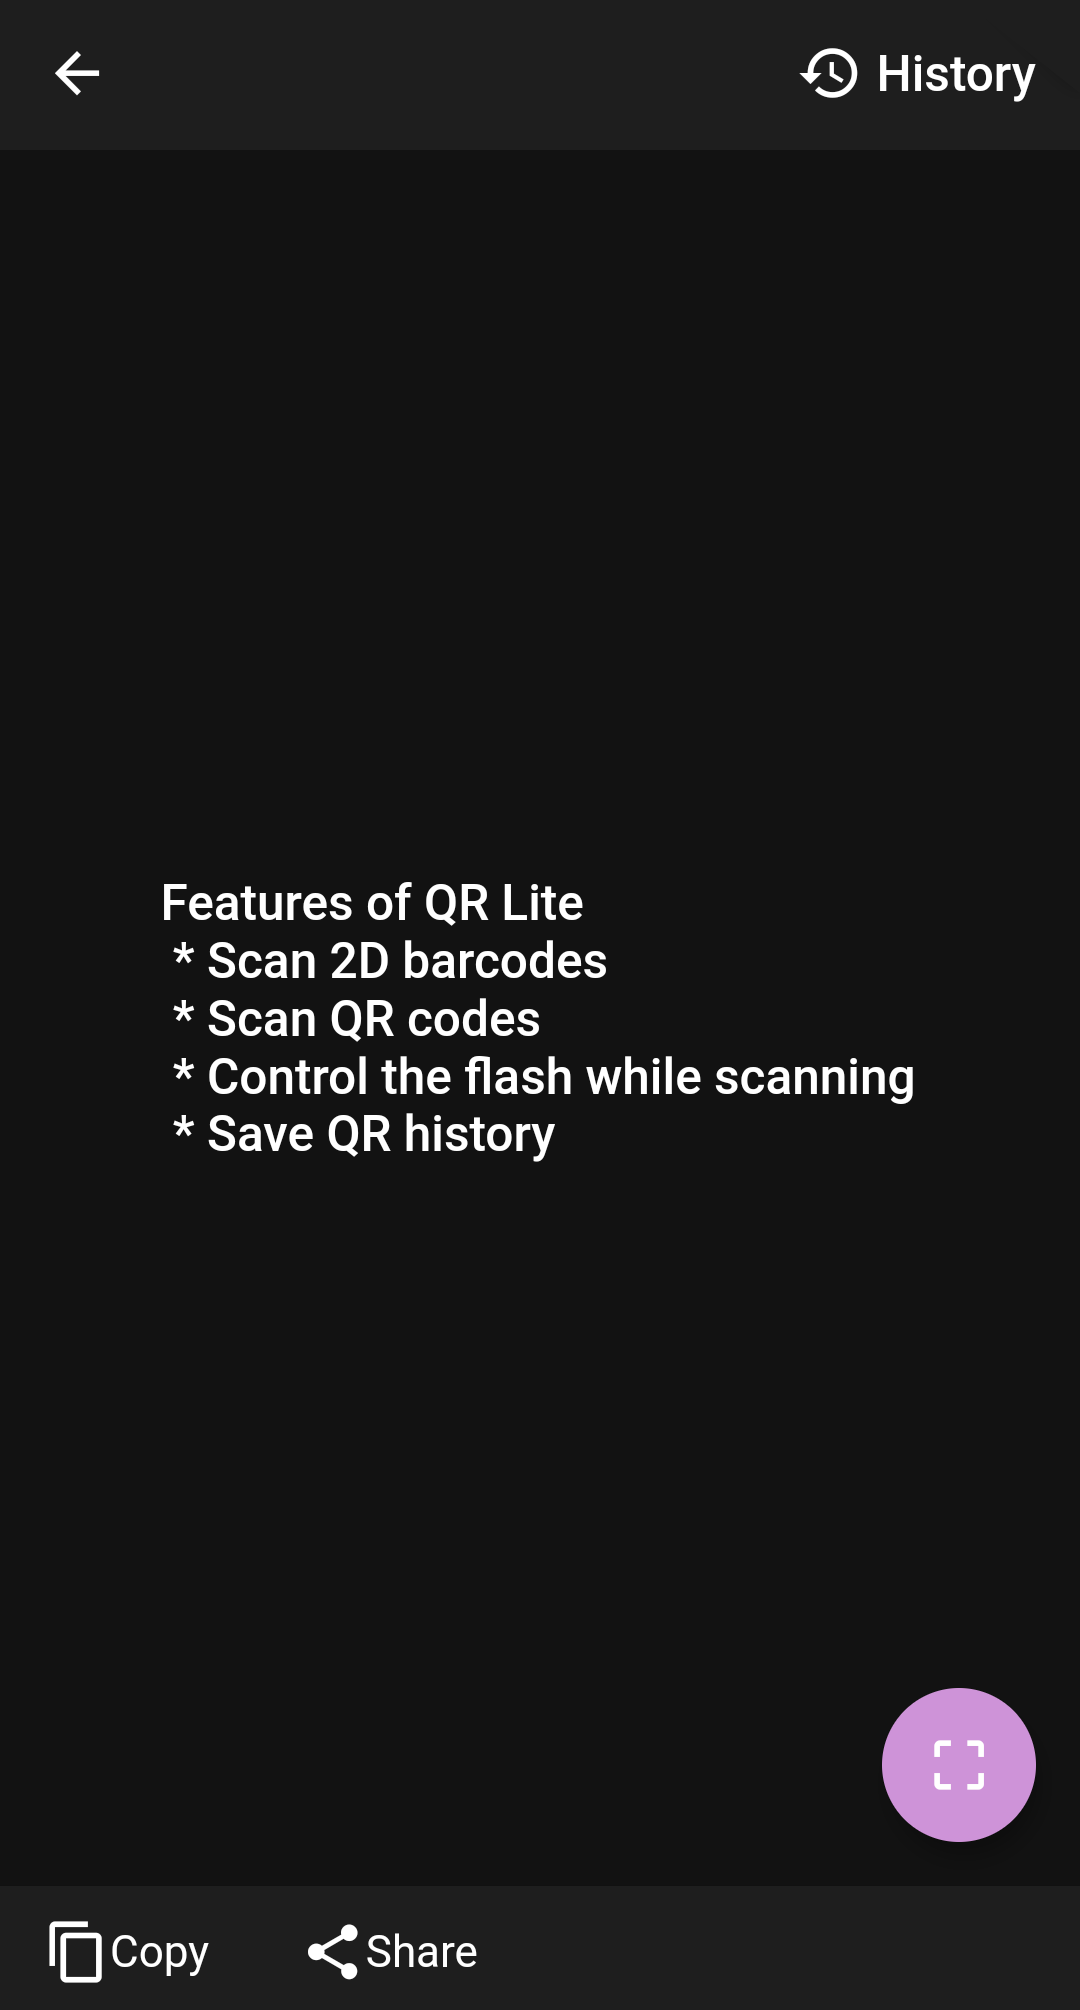 History
Features of QR Lite
* Scan 2D barcodes
* Scan QR codes
* Control the flash while scanning
* Save QR history
Copy Share